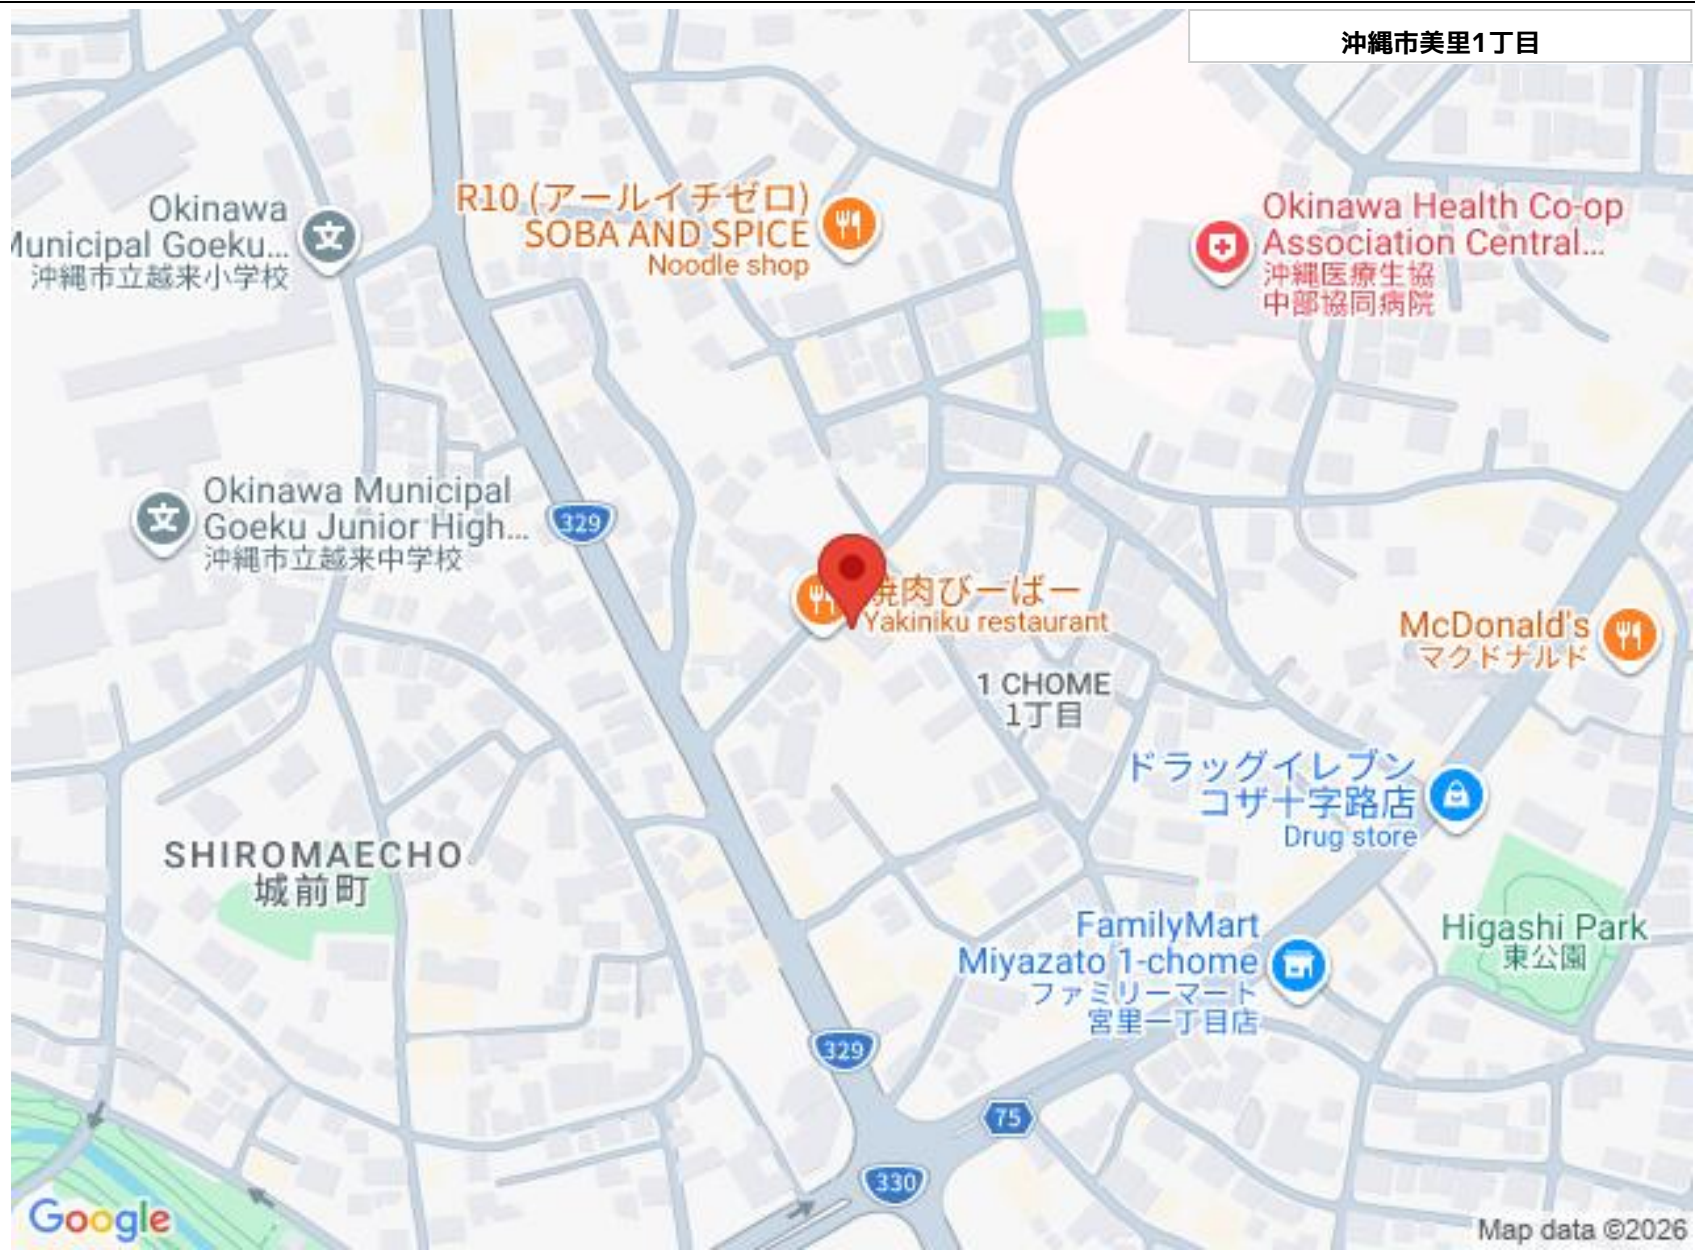 沖縄市美里1丁目
R10 (アールイチゼロ)
SOBA AND SPICE
Noodle shop
Okinawa
Municipal Goeku...
沖縄市立越来小学校
Okinawa Health Co-op
Association Central...
沖縄医療生協
中部協同病院
Okinawa Municipal
Goeku Junior High...
沖縄市立越来中学校
329
焼肉びーばー
Yakiniku restaurant
McDonald's
マクドナルド
1 CHOME
1丁目
ドラッグイレブン
コザ十字路店
Drug store
SHIROMAECHO
城前町
FamilyMart
Miyazato 1-chome
ファミリーマート
宮里一丁目店
Higashi Park
東公園
329
75
330
Google
Map data ©2026